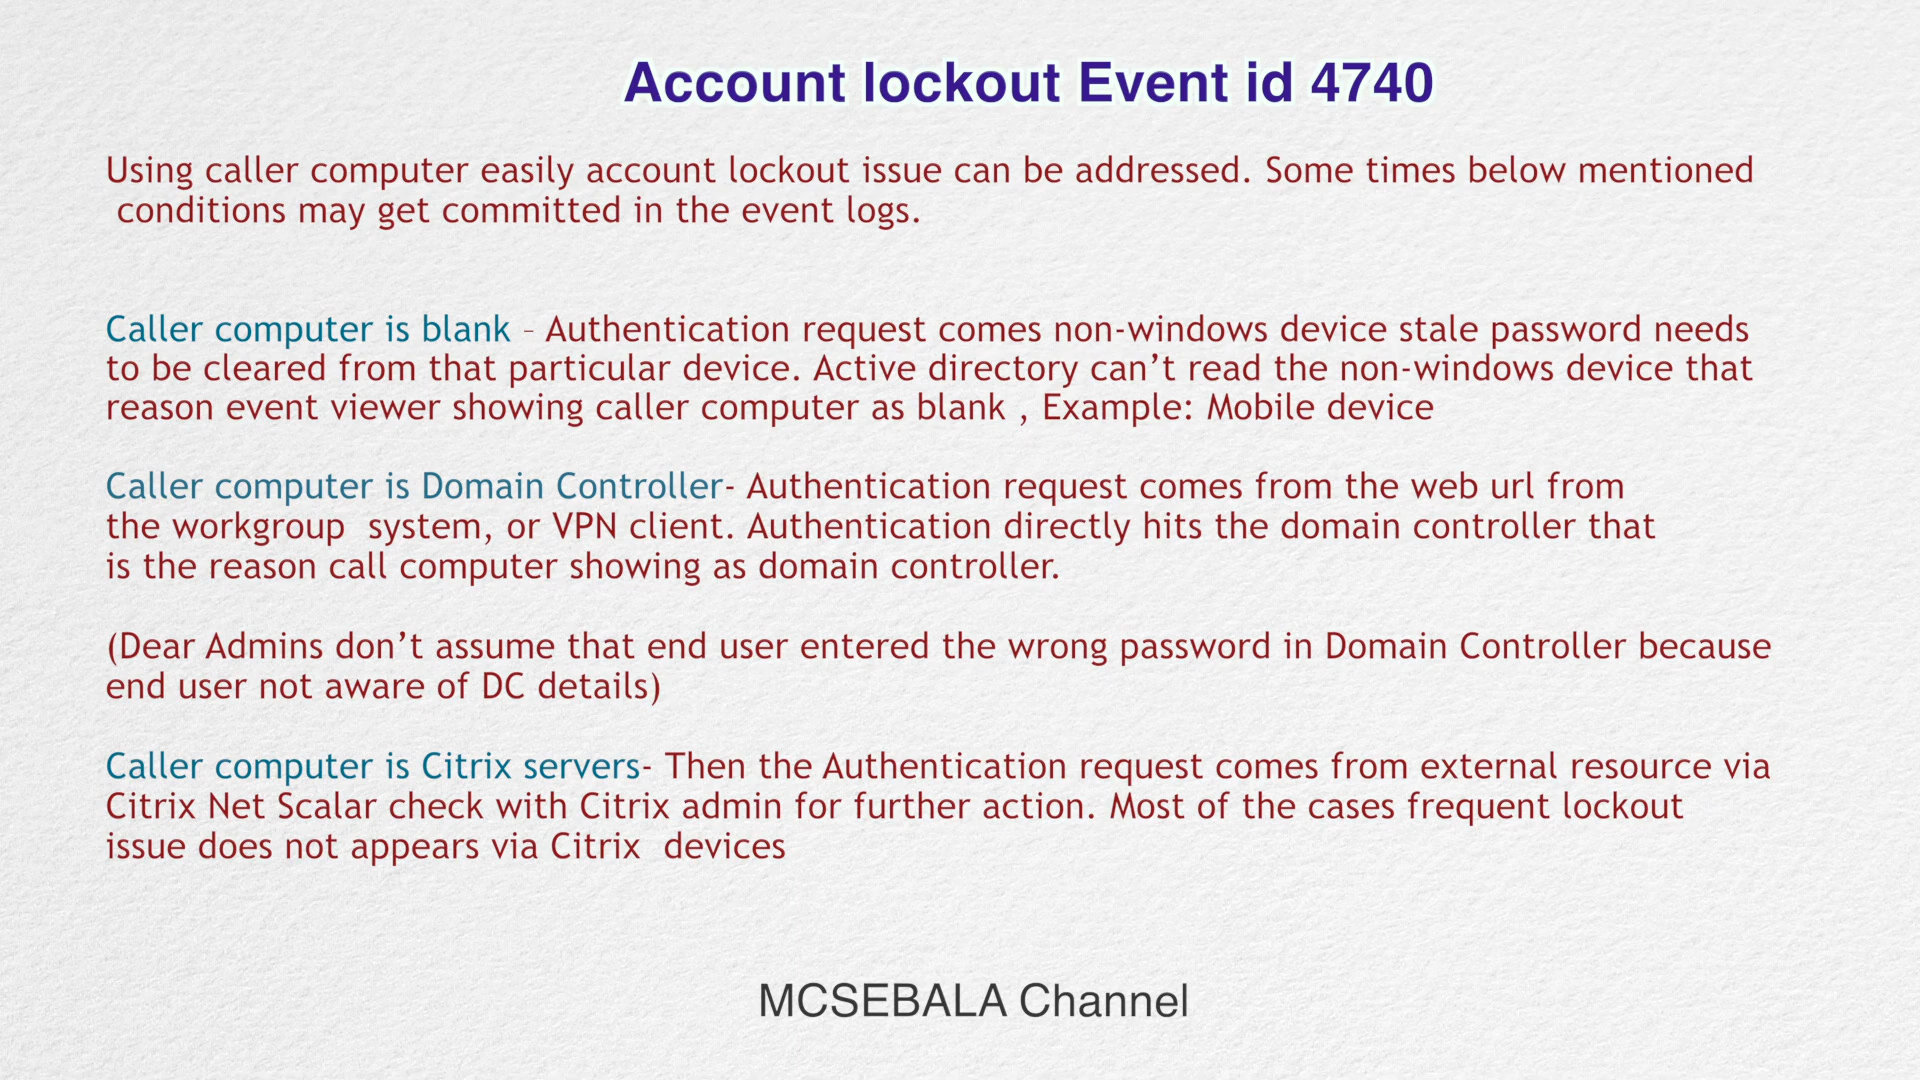 Account lockout Event id 4740
Using caller computer easily account lockout issue can be addressed. Some times below mentioned
conditions may get committed in the event logs.
Caller computer is blank – Authentication request comes non-windows device stale password needs
to be cleared from that particular device. Active directory can’t read the non-windows device that
reason event viewer showing caller computer as blank , Example: Mobile device
Caller computer is Domain Controller- Authentication request comes from the web url from
the workgroup  system, or VPN client. Authentication directly hits the domain controller that
is the reason call computer showing as domain controller.
(Dear Admins don’t assume that end user entered the wrong password in Domain Controller because
end user not aware of DC details)
Caller computer is Citrix servers- Then the Authentication request comes from external resource via
Citrix Net Scalar check with Citrix admin for further action. Most of the cases frequent lockout
issue does not appears via Citrix  devices
MCSEBALA Channel